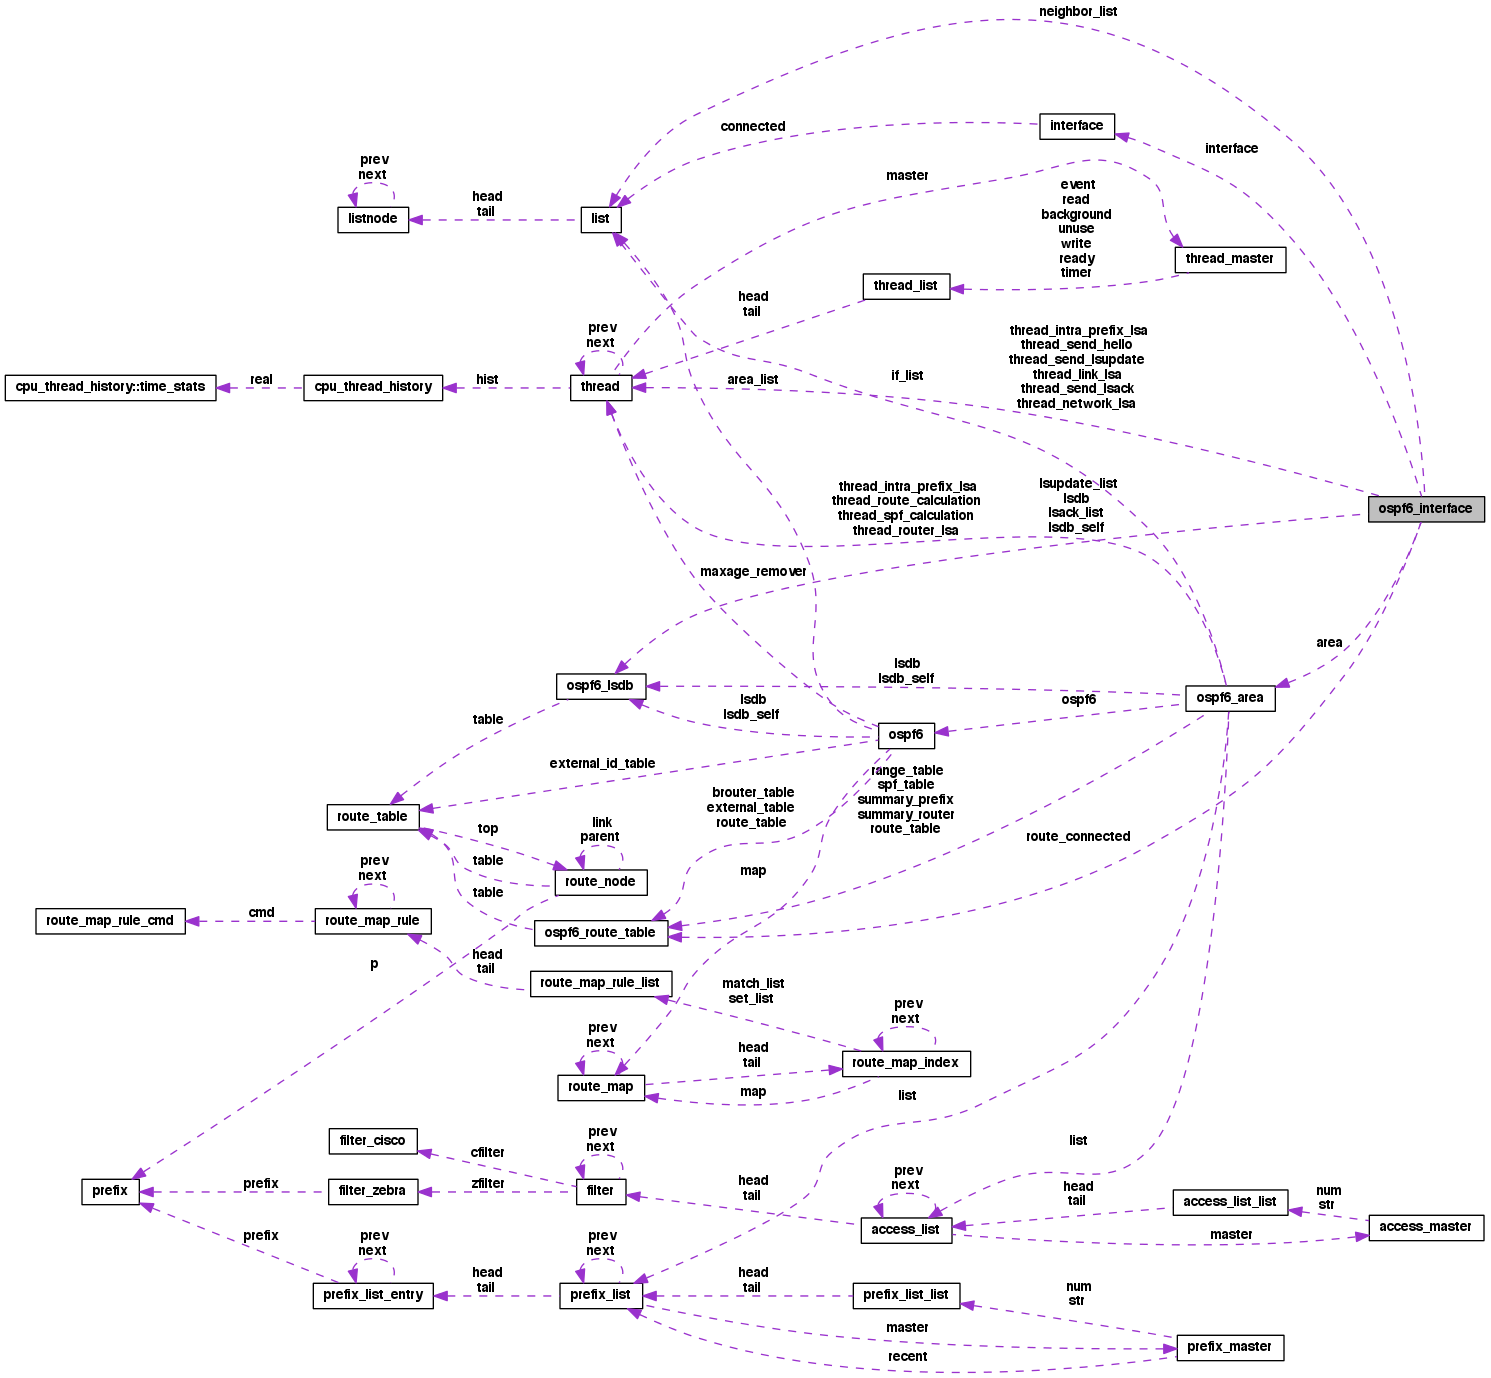 neighbor_list
connected
interface
interface
prev
next
master
event
read
background
unuse
write
ready
timer
head
tail
listnode
list
thread_master
thread_list
head
tail
prev
next
thread_intra_prefix_lsa
thread_send_hello
thread_send_lsupdate
thread_link_lsa
thread_send_lsack
thread_network_lsa
cpu_thread_history::time_stats
real
cpu_thread_history
hist
thread
area_list
if_list
thread_intra_prefix_lsa
thread_route_calculation
thread_spf_calculation
thread_router_lsa
lsupdate_list
lsdb
lsack_list
lsdb_self
ospf6_interface
maxage_remover
area
lsdb
lsdb_self
ospf6_lsdb
ospf6_area
lsdb
lsdb_self
ospf6
ospf6
table
external_id_table
range_table
spf_table
summary_prefix
summary_router
route_table
brouter_table
external_table
route_table
route_table
top
link
parent
route_connected
prev
next
table
table
route_node
map
route_map_rule_cmd
cmd
route_map_rule
ospf6_route_table
p
head
tail
route_map_rule_list
match_list
set_list
prev
next
prev
next
head
tail
route_map_index
route_map
map
list
filter_cisco
cfilter
prev
next
list
prefix
prefix
filter_zebra
zfilter
filter
head
tail
prev
next
access_list
head
tail
access_list_list
num
str
access_master
master
prefix
prev
next
prev
next
prefix_list_entry
head
tail
prefix_list
head
tail
prefix_list_list
num
str
master
prefix_master
recent